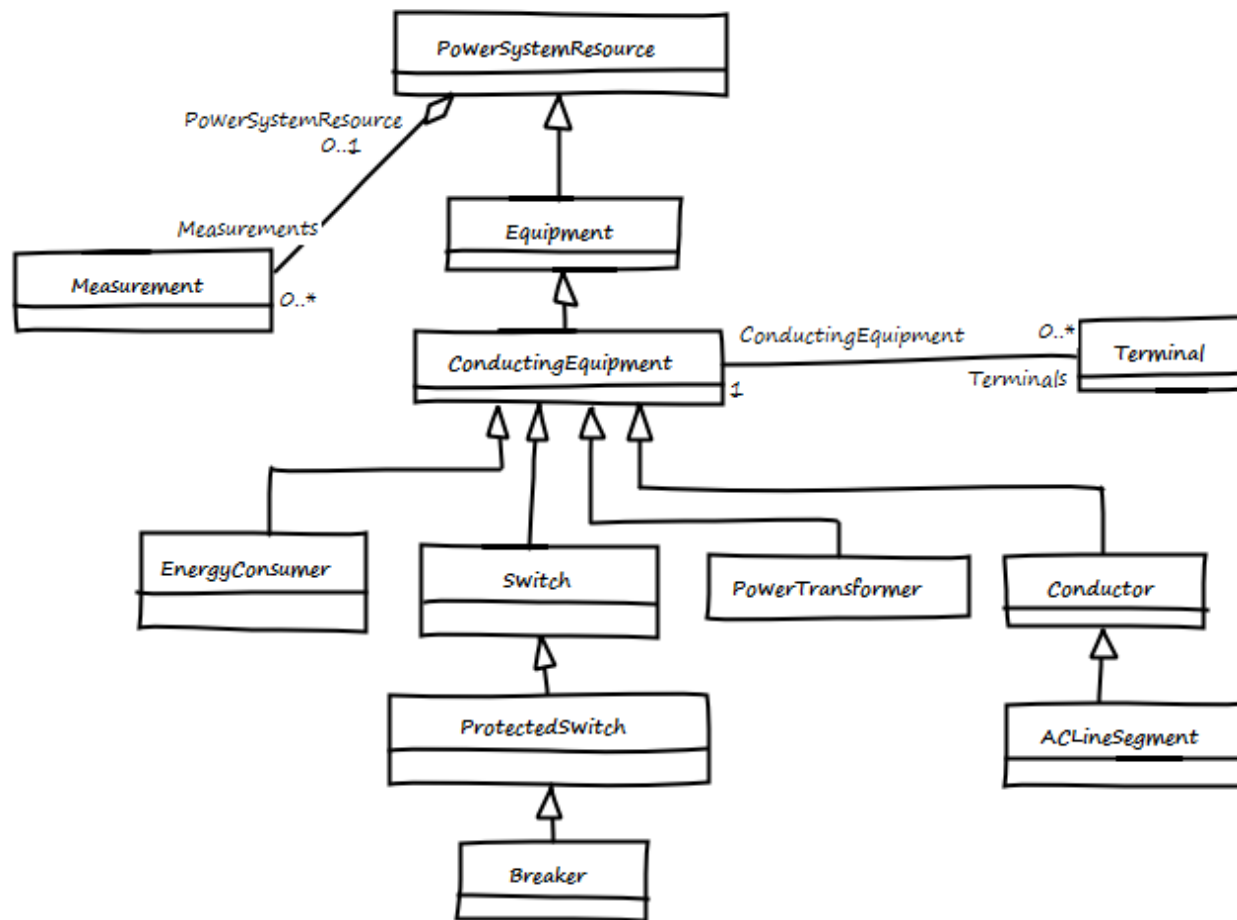 PowerSystemResource
PowerSystemResource
0..1
Measurements
Equipment
Measurement
0..*
ConductingEquipment
0..*
ConductingEquipment
Terminal
Terminals
1
EnergyConsumer
Switch
PowerTransformer
Conductor
ProtectedSwitch
ACLineSegment
Breaker